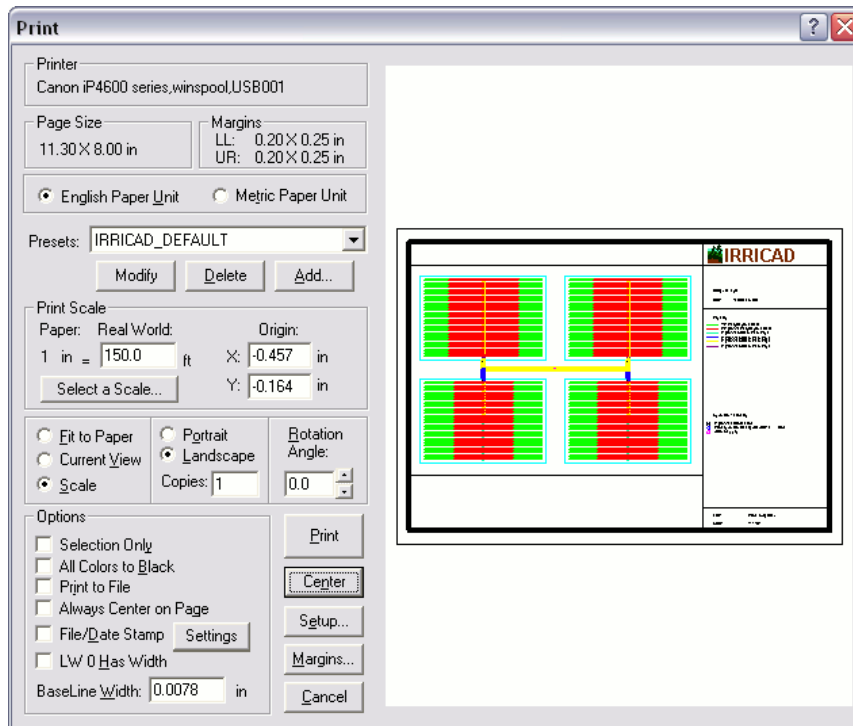 Print
Printer
Canon iP4600 series,winspool,USB001
Page Size
11.30 X 8.00 in
Margins
LL: 0.20 X 0.25 in
UR: 0.20 X 0.25 in
English Paper Unit
Metric Paper Unit
Presets: IRRICAD_DEFAULT
Modify
Delete
Add...
Print Scale
Paper: Real World:
1 in = 150.0 ft
Select a Scale...
Origin:
X: -0.457 in
Y: -0.164 in
Fit to Paper
Current View
Scale
Portrait
Landscape
Copies: 1
Rotation
Angle:
0.0
Options
Selection Only
All Colors to Black
Print to File
Always Center on Page
File/Date Stamp
Settings
LW 0 Has Width
BaseLine Width: 0.0078 in
Print
Center
Setup...
Margins...
Cancel
IRRICAD